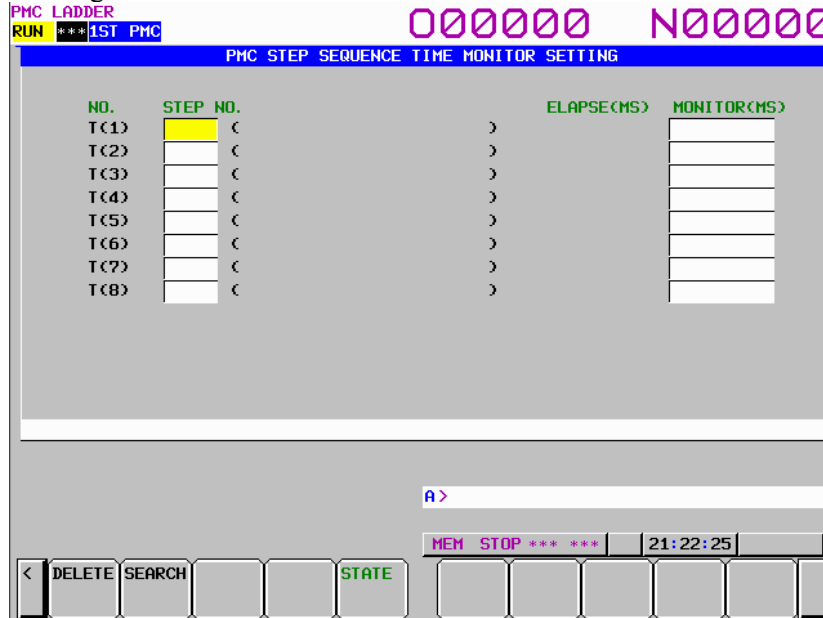 PMC LADDER
O00000 N00000
RUN ***1ST PMC
PMC STEP SEQUENCE TIME MONITOR SETTING
NO. STEP NO. ELAPSE(MS) MONITOR(MS)
T(1) ( )
T(2) ( )
T(3) ( )
T(4) ( )
T(5) ( )
T(6) ( )
T(7) ( )
T(8) ( )
A>
MEM STOP *** *** 21:22:25
< DELETE SEARCH STATE